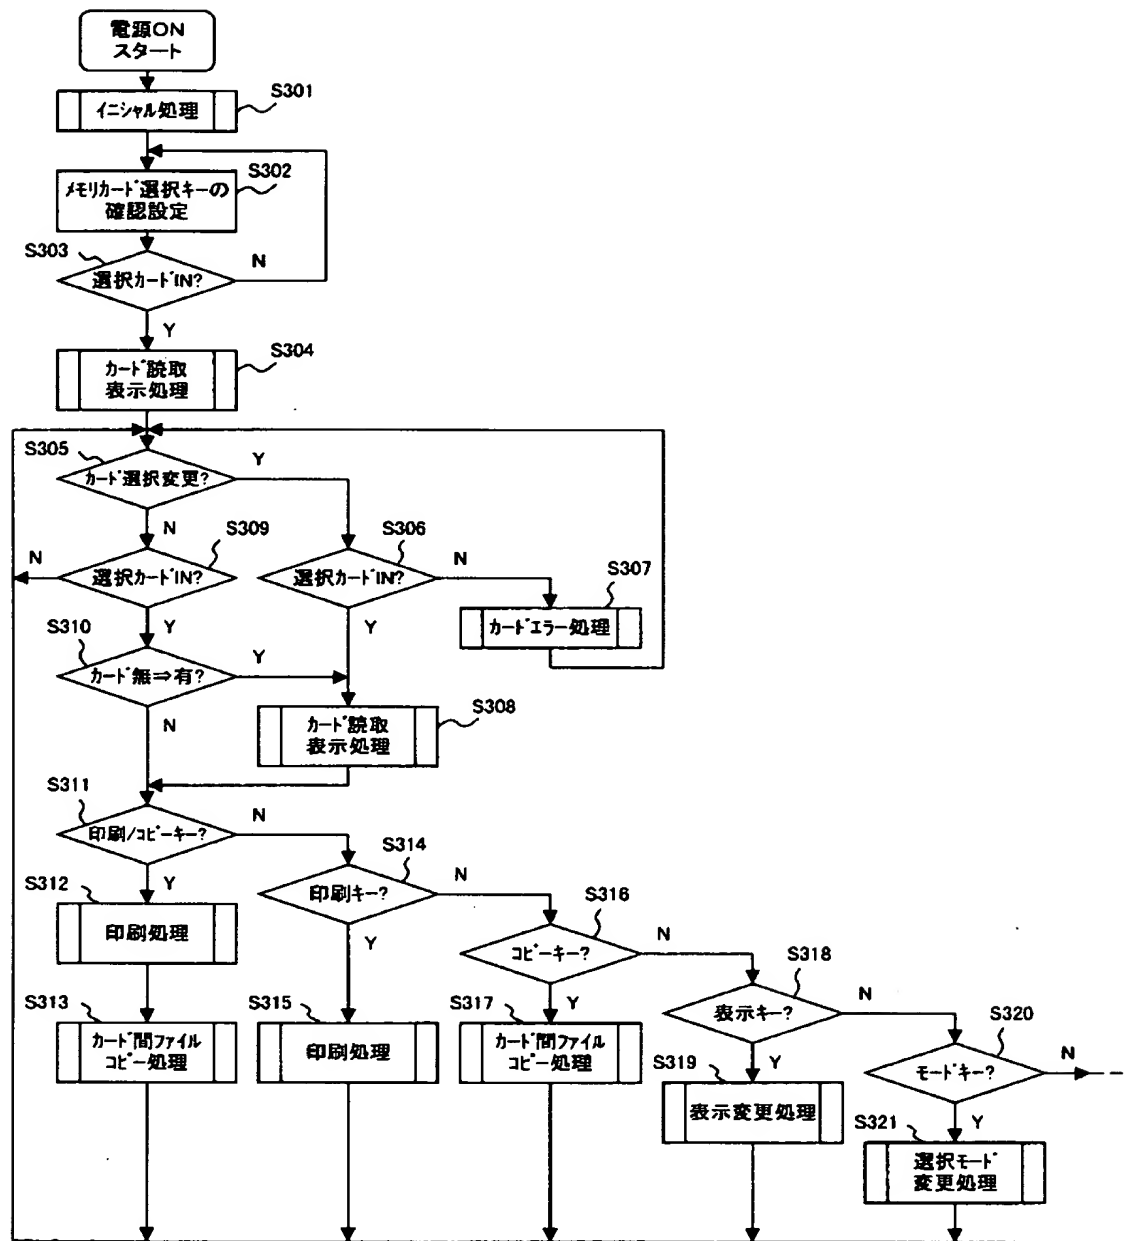 電源ON
スタート
S301
イニシャル処理
S302
メモリカード選択キーの
確認設定
S303
N
選択カードIN?
Y
S304
カード読取
表示処理
S305
Y
カード選択変更?
N
S309
S306
N
選択カードIN?
選択カードIN?
N
S307
カードエラー処理
S310
Y
Y
カード無⇒有?
Y
N
S308
カード読取
表示処理
S311
N
印刷/コピーキー?
S314
N
S312
Y
印刷キー?
S316
N
印刷処理
Y
コピーキー?
S318
N
S313
S315
S317
Y
表示キー?
S320
N
カード間ファイル
コピー処理
印刷処理
カード間ファイル
コピー処理
S319
Y
モードキー?
表示変更処理
S321
Y
選択モード
変更処理